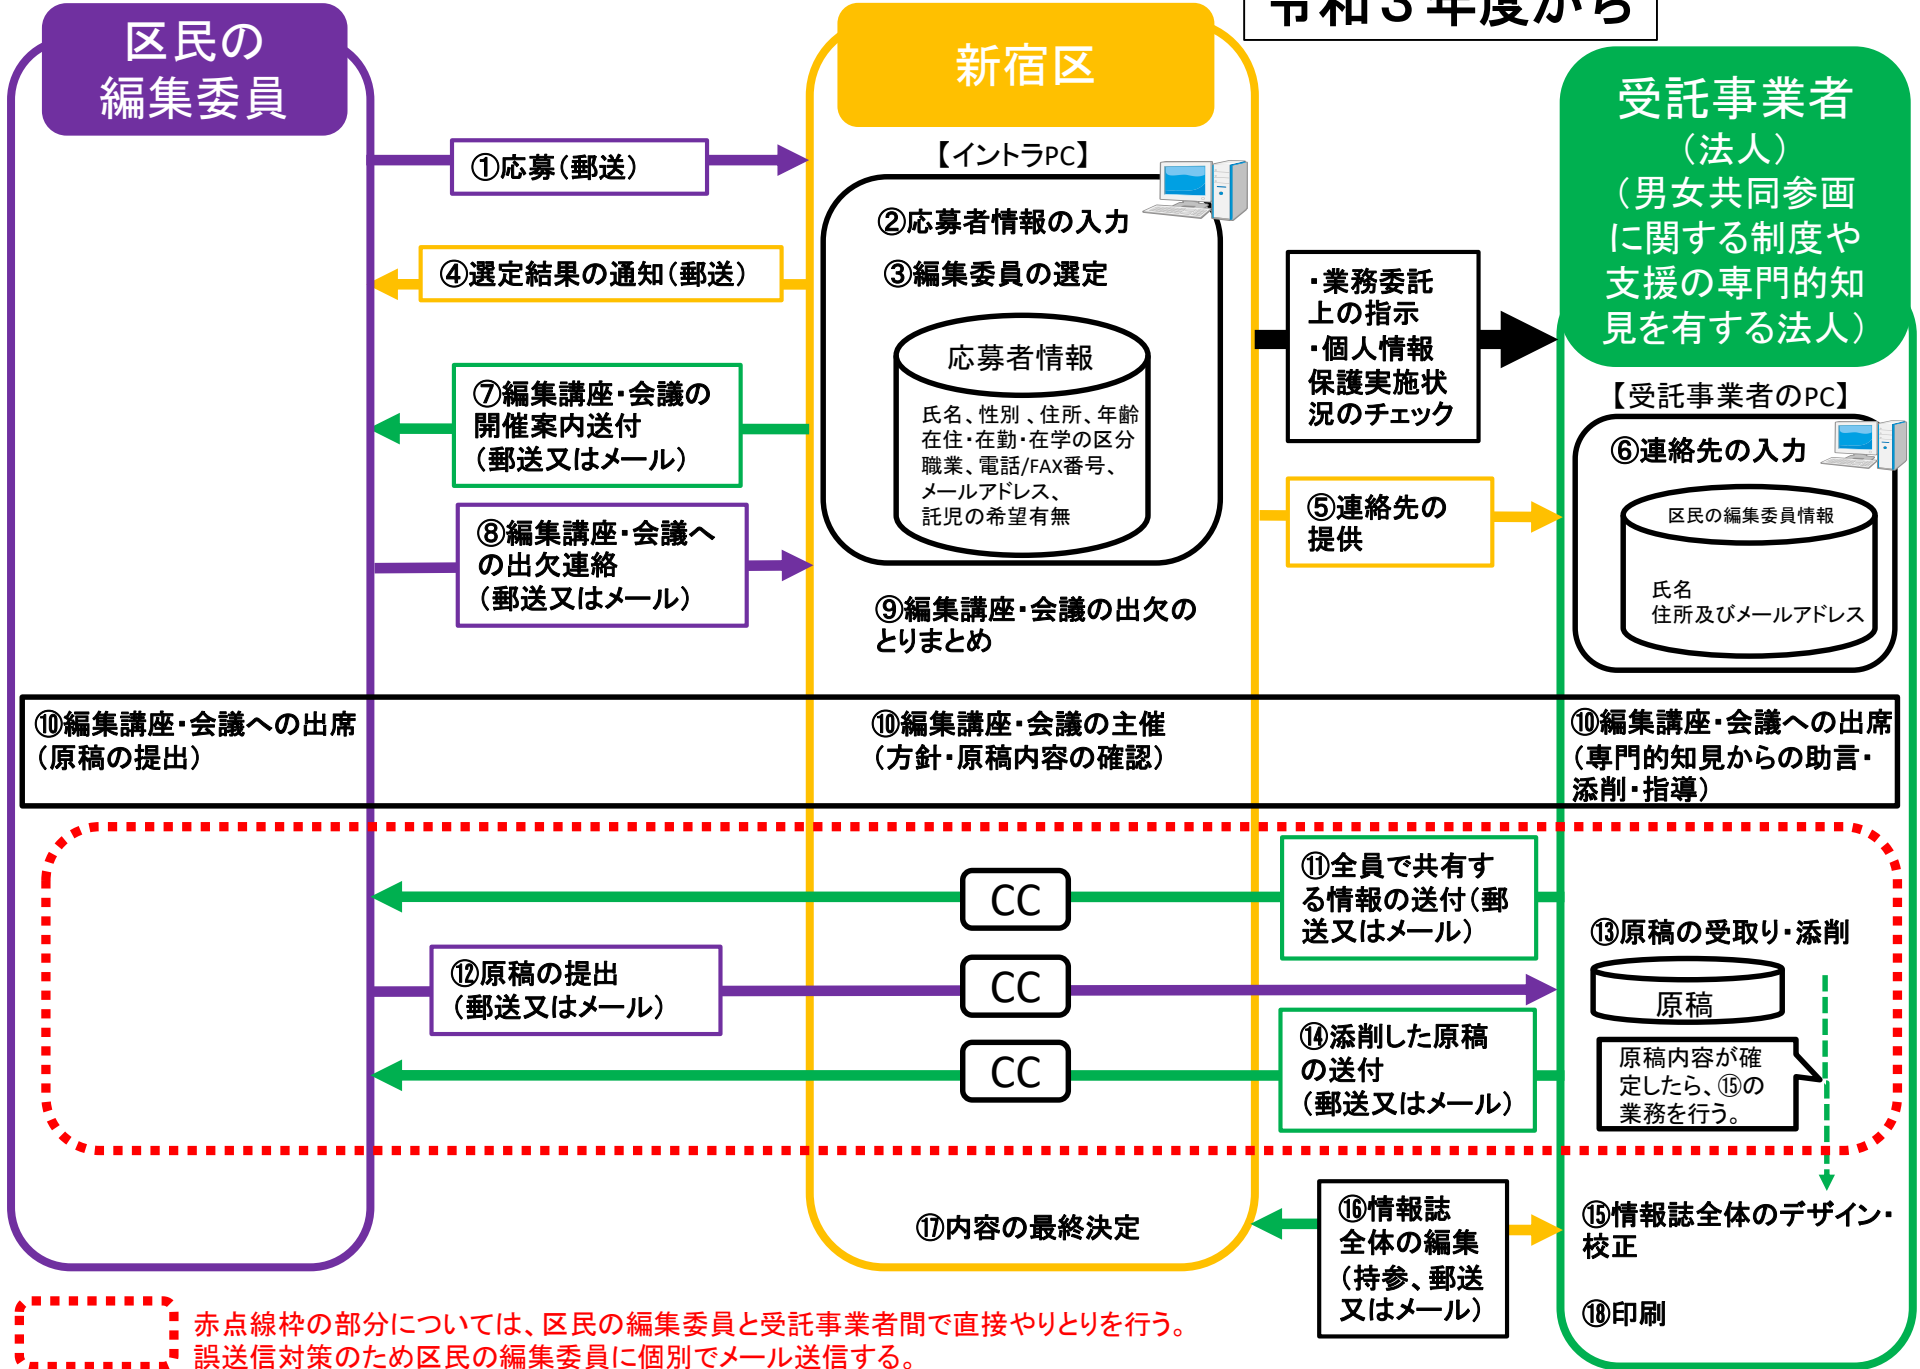 令和３年度から
区民の
編集委員
新宿区
受託事業者
（法人）
（男女共同参画
に関する制度や
支援の専門的知
見を有する法人）
①応募（郵送）
【イントラPC】
②応募者情報の入力
③編集委員の選定
④選定結果の通知（郵送）
応募者情報
氏名、性別、住所、年齢
在住・在勤・在学の区分
職業、電話/FAX番号、
メールアドレス、
託児の希望有無
・業務委託
上の指示
・個人情報
保護実施状
況のチェック
【受託事業者のPC】
⑥連絡先の入力
区民の編集委員情報
氏名
住所及びメールアドレス
⑤連絡先の
提供
⑦編集講座・会議の
開催案内送付
（郵送又はメール）
⑧編集講座・会議へ
の出欠連絡
（郵送又はメール）
⑨編集講座・会議の出欠の
とりまとめ
⑩編集講座・会議への出席
（原稿の提出）
⑩編集講座・会議の主催
（方針・原稿内容の確認）
⑩編集講座・会議への出席
（専門的知見からの助言・
添削・指導）
CC
⑪全員で共有す
る情報の送付（郵
送又はメール）
⑫原稿の提出
（郵送又はメール）
CC
⑬原稿の受取り・添削
原稿
CC
⑭添削した原稿
の送付
（郵送又はメール）
原稿内容が確
定したら、⑮の
業務を行う。
⑰内容の最終決定
⑯情報誌
全体の編集
（持参、郵送
又はメール）
⑮情報誌全体のデザイン・
校正
⑱印刷
赤点線枠の部分については、区民の編集委員と受託事業者間で直接やりとりを行う。
誤送信対策のため区民の編集委員に個別でメール送信する。